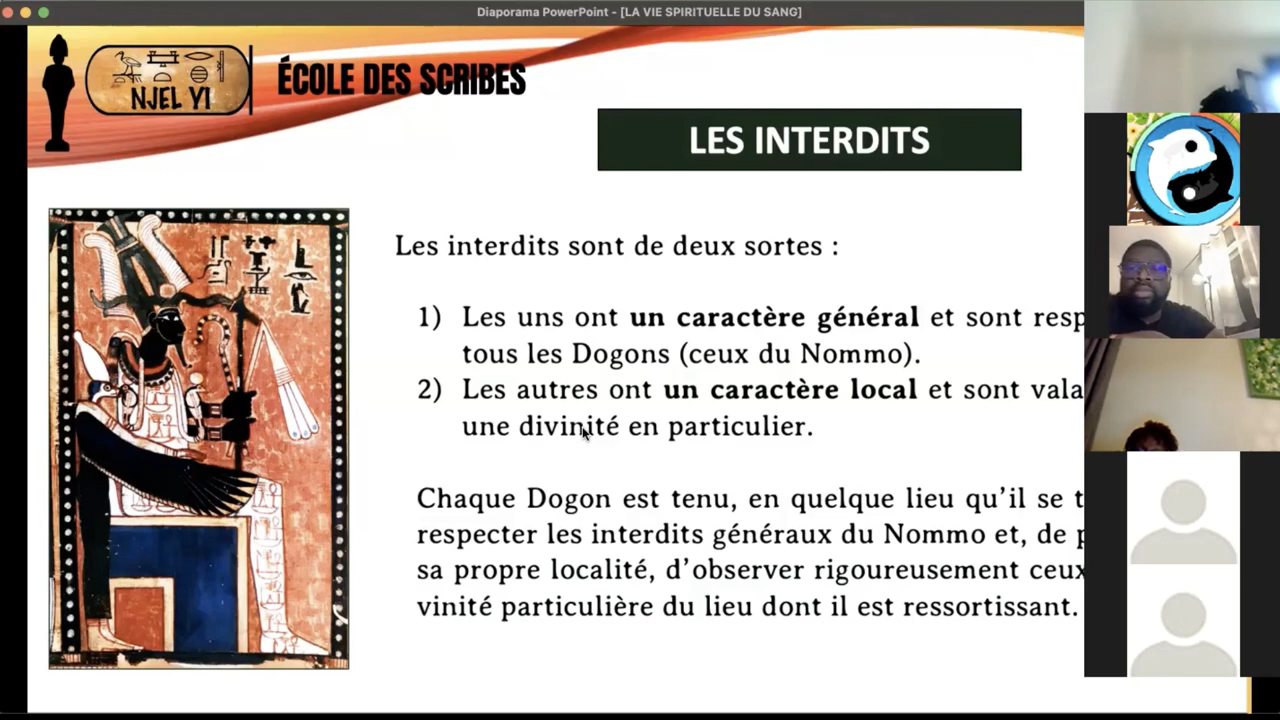 Diaporama PowerPoint - [LA VIE SPIRITUELLE DU SANG]
NJEL YI
ÉCOLE DES SCRIBES
LES INTERDITS
Les interdits sont de deux sortes :
1) Les uns ont un caractère général et sont resp
tous les Dogons (ceux du Nommo).
2) Les autres ont un caractère local et sont vala
une divinité en particulier.
Chaque Dogon est tenu, en quelque lieu qu'il se t
respecter les interdits généraux du Nommo et, de p
sa propre localité, d'observer rigoureusement ceux
vinité particulière du lieu dont il est ressortissant.